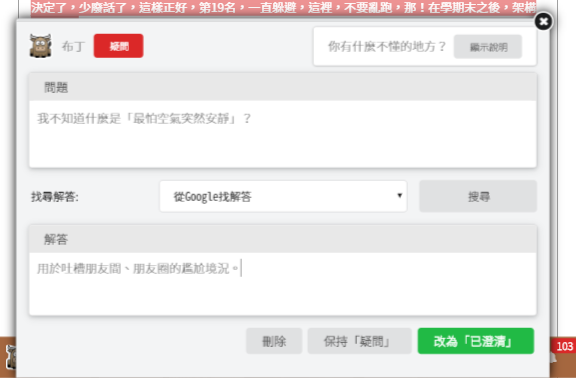 決定了，少廢話了，這樣正好，第19名，一直躲避，這裡，不要亂跑，那！在學期末之後，架構
布丁 疑問 你有什麼不懂的地方？ 顯示說明
問題
我不知道什麼是「最怕空氣突然安靜」？
找尋解答: 從Google找解答 搜尋
解答
用於吐槽朋友間、朋友圈的尷尬境況。
刪除 保持「疑問」 改為「已澄清」
103